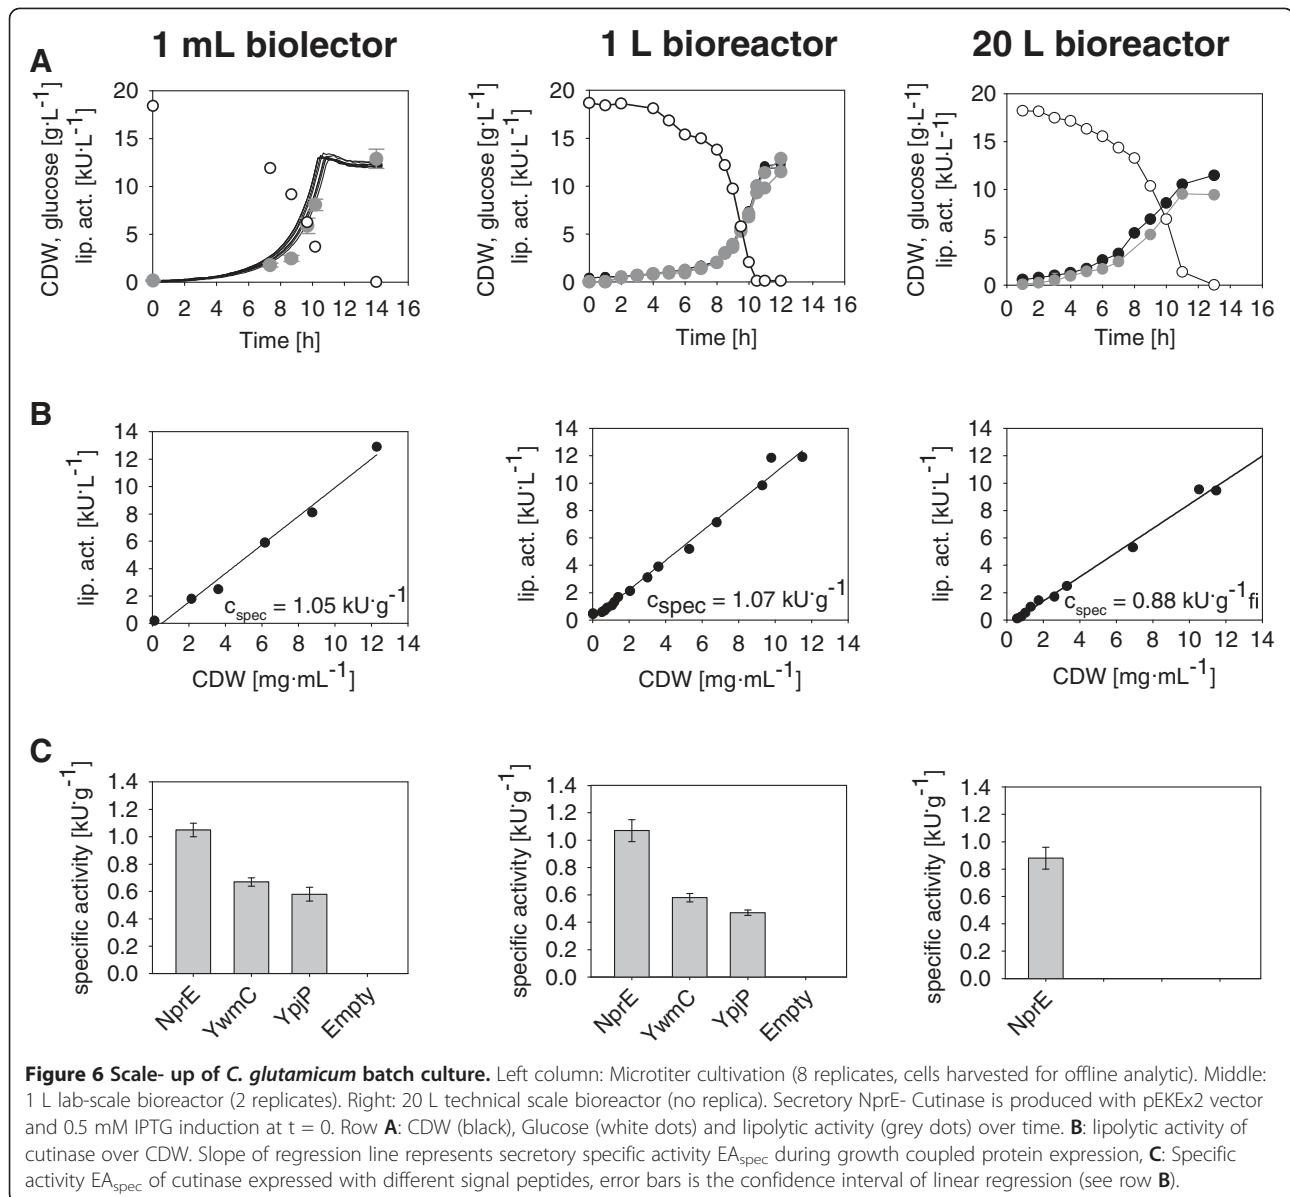 1 mL biolector 1 L bioreactor 20 L bioreactor
A
CDW, glucose [g·L-1]
lip. act. [kU·L-1]
20
15
10
5
0
0 2 4 6 8 10 12 14 16
Time [h]
CDW, glucose [g·L-1]
lip. act. [kU·L-1]
20
15
10
5
0
0 2 4 6 8 10 12 14 16
Time [h]
CDW, glucose [g·L-1]
lip. act. [kU·L-1]
20
15
10
5
0
0 2 4 6 8 10 12 14 16
Time [h]
B
lip. act. [kU·L-1]
14
12
10
8
6
4
2
0
cspec = 1.05 kU·g-1
0 2 4 6 8 10 12 14
CDW [mg·mL-1]
lip. act. [kU·L-1]
14
12
10
8
6
4
2
0
cspec = 1.07 kU·g-1
0 2 4 6 8 10 12 14
CDW [mg·mL-1]
lip. act. [kU·L-1]
14
12
10
8
6
4
2
0
cspec = 0.88 kU·g-1fi
0 2 4 6 8 10 12 14
CDW [mg·mL-1]
C
specific activity [kU·g-1]
1.4
1.2
1.0
0.8
0.6
0.4
0.2
0.0
NprE YwmC YpjP Empty
specific activity [kU·g-1]
1.4
1.2
1.0
0.8
0.6
0.4
0.2
0.0
NprE YwmC YpjP Empty
specific activity [kU·g-1]
1.4
1.2
1.0
0.8
0.6
0.4
0.2
0.0
NprE
Figure 6 Scale- up of C. glutamicum batch culture. Left column: Microtiter cultivation (8 replicates, cells harvested for offline analytic). Middle:
1 L lab-scale bioreactor (2 replicates). Right: 20 L technical scale bioreactor (no replica). Secretory NprE- Cutinase is produced with pEKEx2 vector
and 0.5 mM IPTG induction at t = 0. Row A: CDW (black), Glucose (white dots) and lipolytic activity (grey dots) over time. B: lipolytic activity of
cutinase over CDW. Slope of regression line represents secretory specific activity EAspec during growth coupled protein expression, C: Specific
activity EAspec of cutinase expressed with different signal peptides, error bars is the confidence interval of linear regression (see row B).